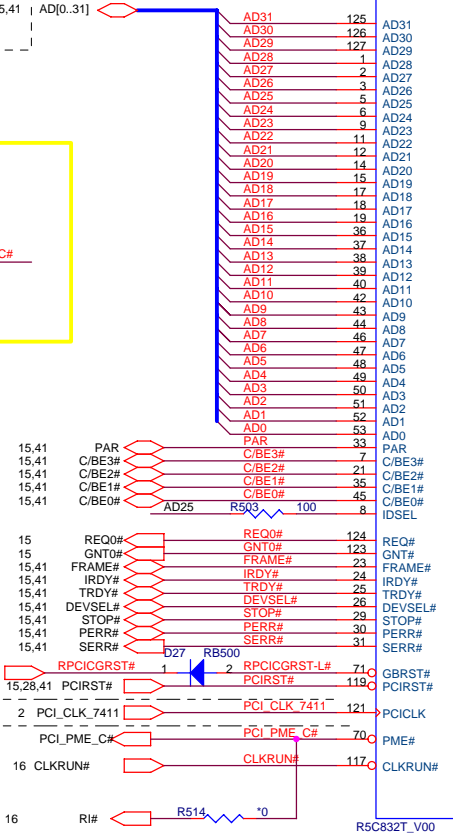 5,41 AD[0..31]
AD31 125 AD31
AD30 126 AD30
AD29 127 AD29
AD28 1 AD28
AD27 2 AD27
AD26 3 AD26
AD25 5 AD25
AD24 6 AD24
AD23 9 AD23
AD22 11 AD22
AD21 12 AD21
AD20 14 AD20
AD19 15 AD19
AD18 17 AD18
AD17 18 AD17
AD16 19 AD16
AD15 36 AD15
AD14 37 AD14
AD13 38 AD13
AD12 39 AD12
AD11 40 AD11
AD10 42 AD10
AD9 43 AD9
AD8 44 AD8
AD7 46 AD7
AD6 47 AD6
AD5 48 AD5
AD4 49 AD4
AD3 50 AD3
AD2 51 AD2
AD1 52 AD1
AD0 53 AD0
C#
15,41 PAR PAR 33 PAR
15,41 C/BE3# C/BE3# 7 C/BE3#
15,41 C/BE2# C/BE2# 21 C/BE2#
15,41 C/BE1# C/BE1# 35 C/BE1#
15,41 C/BE0# C/BE0# 45 C/BE0#
AD25 R503 100 8 IDSEL
15 REQ0# REQ0# 124 REQ#
15 GNT0# GNT0# 123 GNT#
15,41 FRAME# FRAME# 23 FRAME#
15,41 IRDY# IRDY# 24 IRDY#
15,41 TRDY# TRDY# 25 TRDY#
15,41 DEVSEL# DEVSEL# 26 DEVSEL#
15,41 STOP# STOP# 29 STOP#
15,41 PERR# PERR# 30 PERR#
15,41 SERR# SERR# 31 SERR#
D27 RB500
RPCICGRST# 1 2 RPCICGRST-L# 71 GBRST#
15,28,41 PCIRST# PCIRST# 119 PCIRST#
2 PCI_CLK_7411 PCI_CLK_7411 121 PCICLK
PCI_PME_C# PCI_PME_C# 70 PME#
16 CLKRUN# CLKRUN# 117 CLKRUN#
16 RI# R514 *0
R5C832T_V00